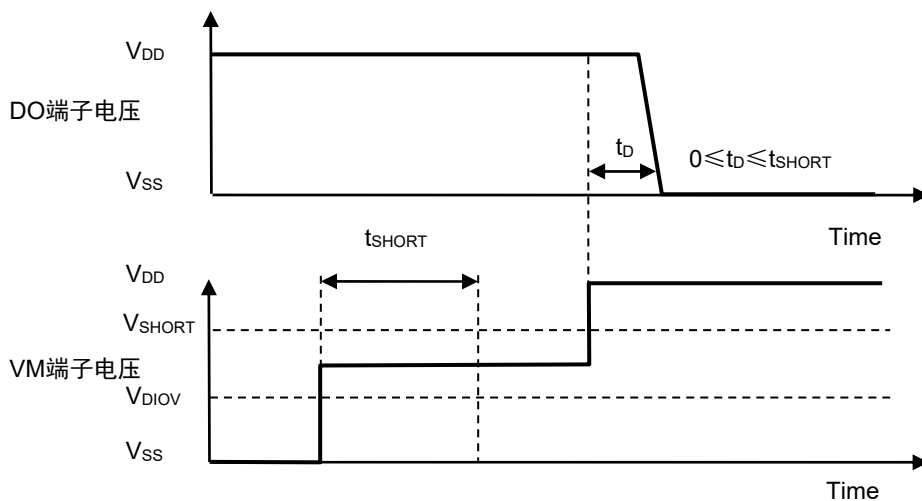 VDD
DO端子电压
tD
0≤tD≤tSHORT
VSS
Time
tSHORT
VDD
VSHORT
VM端子电压
VDIOV
VSS
Time